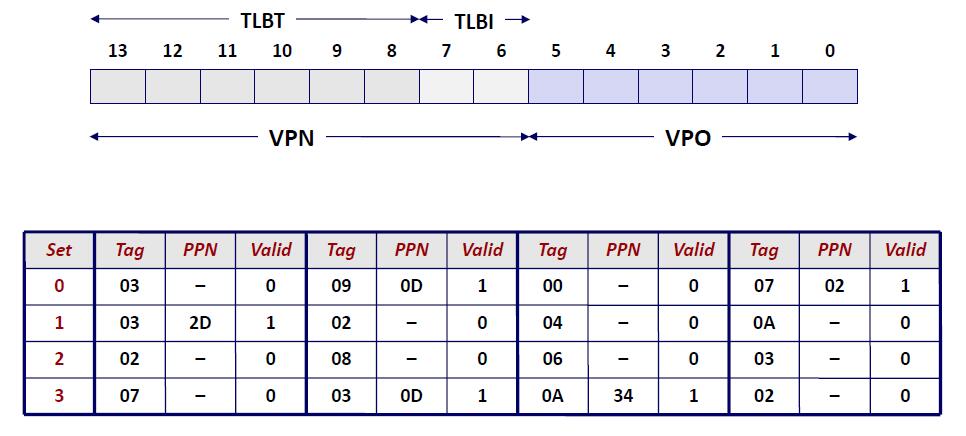 TLBT TLBI
13 12 11 10 9 8 7 6 5 4 3 2 1 0
VPN VPO
Set Tag PPN Valid Tag PPN Valid Tag PPN Valid Tag PPN Valid
0 03 – 0 09 0D 1 00 – 0 07 02 1
1 03 2D 1 02 – 0 04 – 0 0A – 0
2 02 – 0 08 – 0 06 – 0 03 – 0
3 07 – 0 03 0D 1 0A 34 1 02 – 0